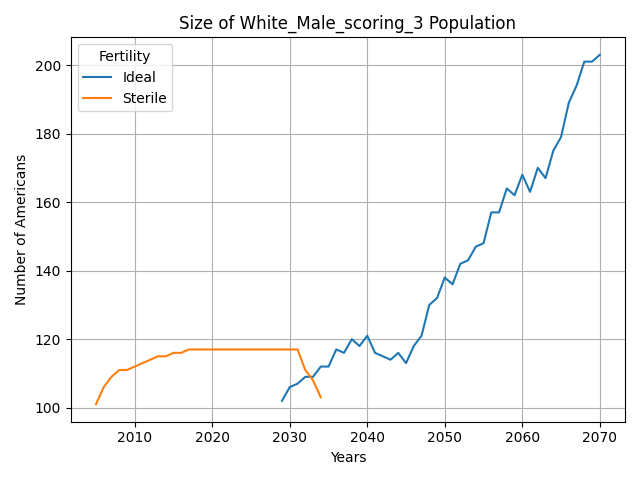 Size of White_Male_scoring_3 Population
Fertility
Ideal
Sterile
Number of Americans
200
180
160
140
120
100
2010
2020
2030
2040
2050
2060
2070
Years